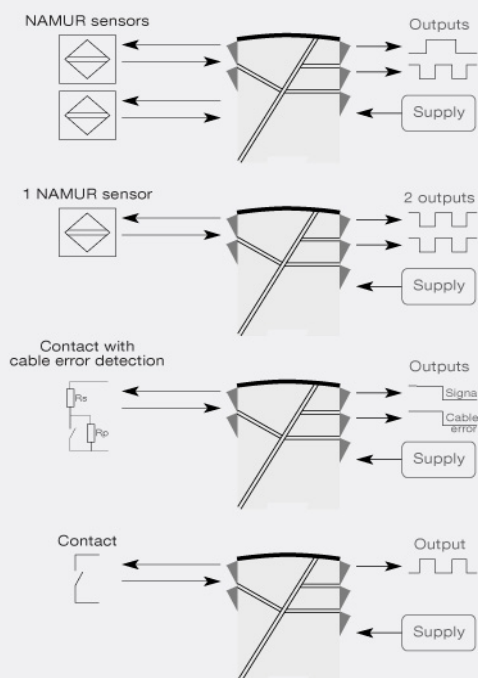 NAMUR sensors
Outputs
Supply
1 NAMUR sensor
2 outputs
Supply
Contact with
cable error detection
Rs
Rp
Outputs
Signa
Cable
error
Supply
Contact
Output
Supply